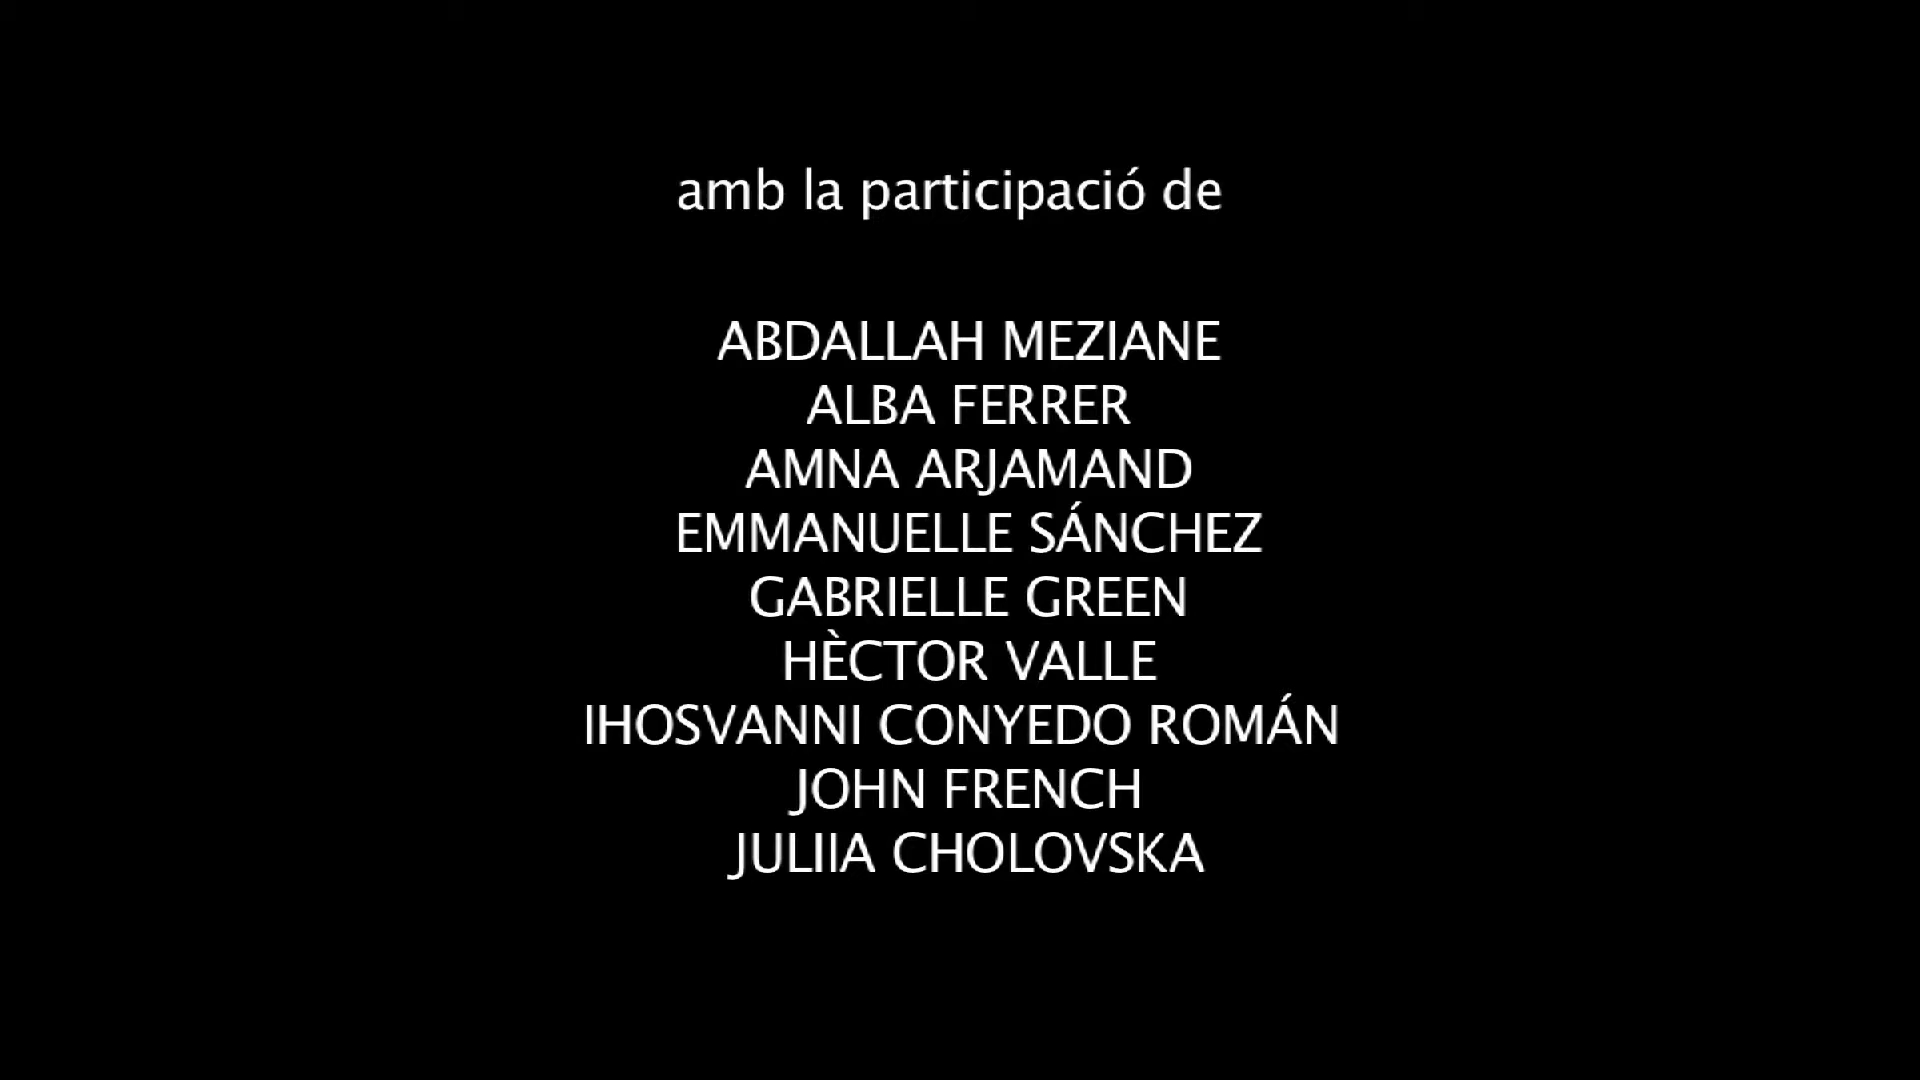 amb la participació de
ABDALLAH MEZIANE
ALBA FERRER
AMNA ARJAMAND
EMMANUELLE SÁNCHEZ
GABRIELLE GREEN
HÈCTOR VALLE
IHOSVANNI CONYEDO ROMÁN
JOHN FRENCH
JULIIA CHOLOVSKA